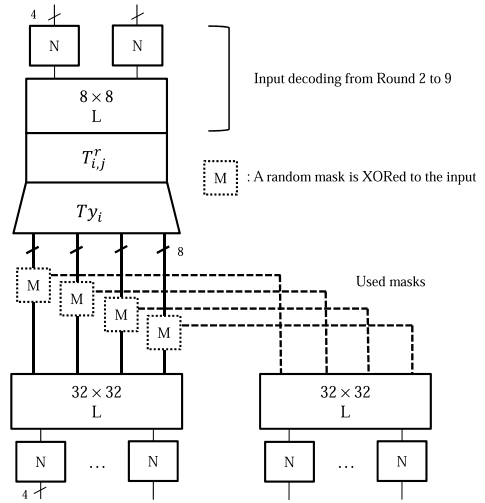 4
N N
Input decoding from Round 2 to 9
8 × 8
L
T^r_{i,j}
M : A random mask is XORed to the input
Ty_i
8
M
M
M
M
Used masks
32 × 32
L
32 × 32
L
N … N
N … N
4